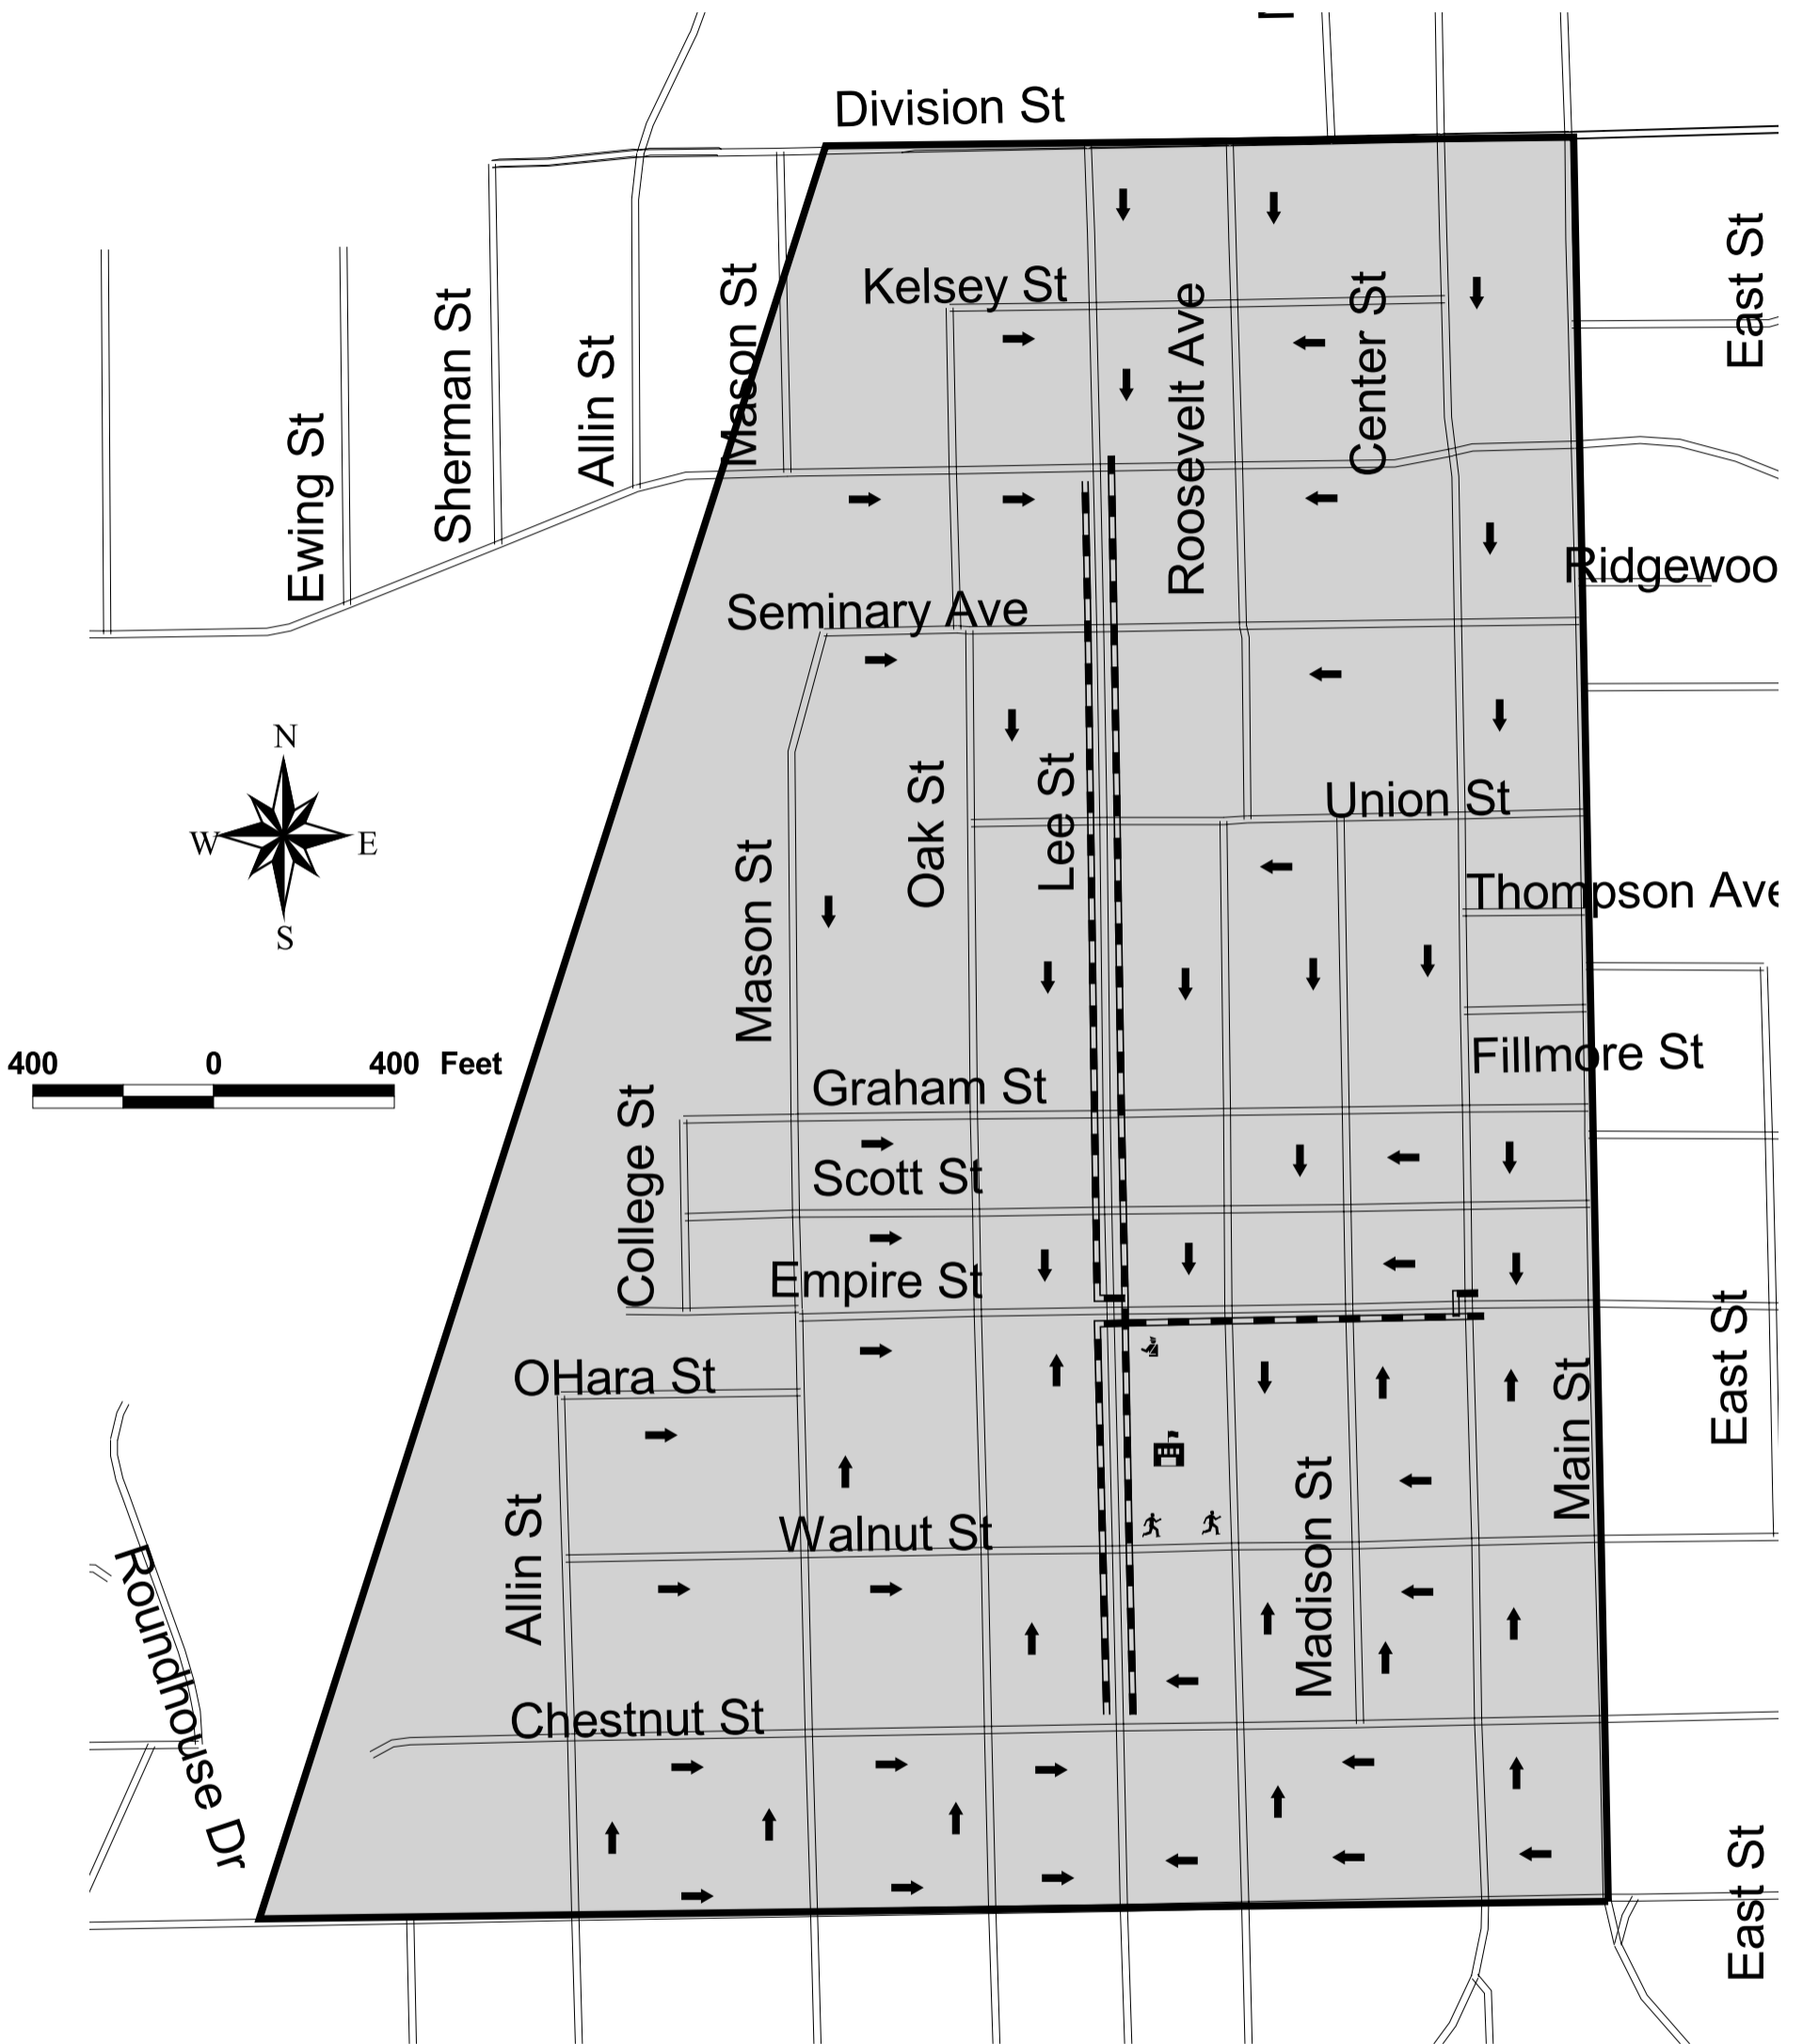 Division St
East St
Kelsey St
Mason St
Center St
Roosevelt Ave
Sherman St
Allin St
Ewing St
Ridgewoo
Seminary Ave
N
W E
S
Oak St
Lee St
Union St
Mason St
Thompson Ave
400 0 400 Feet
Fillmore St
Graham St
College St
Scott St
Empire St
East St
OHara St
Main St
Madison St
Walnut St
Allin St
Roundhouse Dr
Chestnut St
East St